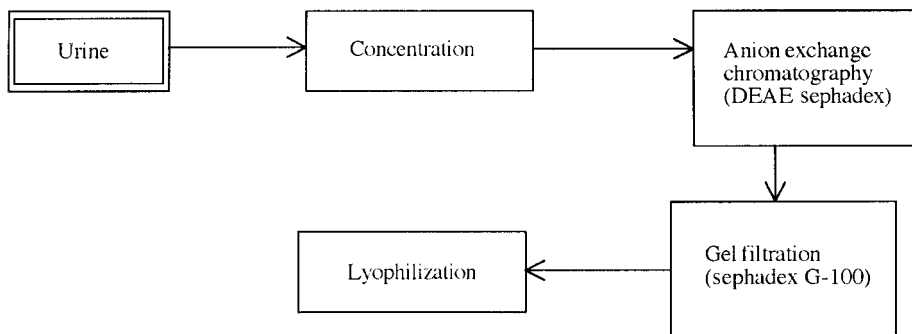 Urine
Concentration
Anion exchange
chromatography
(DEAE sephadex)
Gel filtration
(sephadex G-100)
Lyophilization